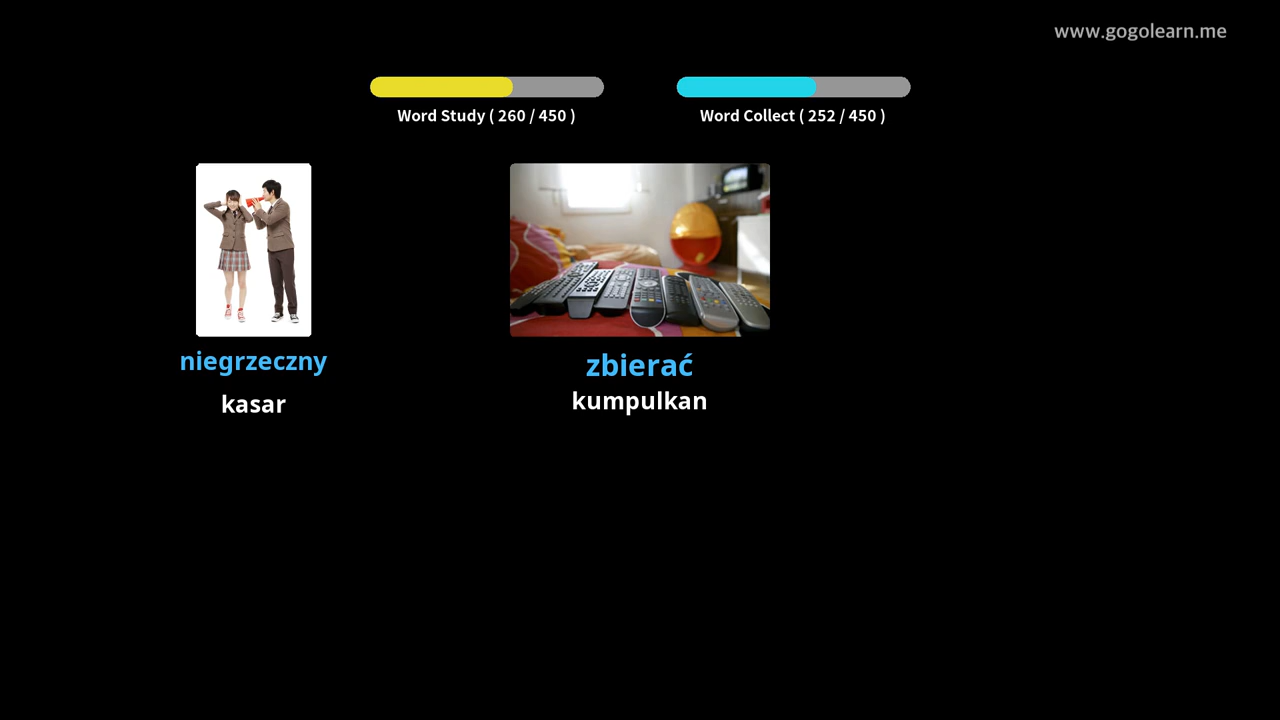 www.gogolearn.me
Word Study ( 260 / 450 )
Word Collect ( 252 / 450 )
niegrzeczny
kasar
zbierać
kumpulkan